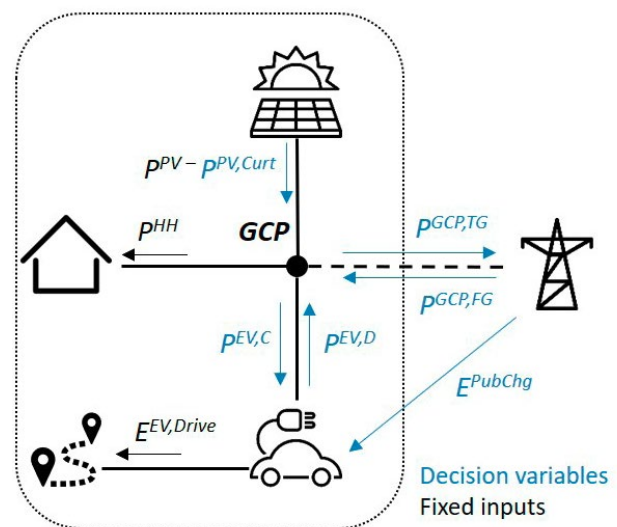 P^PV – P^PV,Curt
P^HH
GCP
P^GCP,TG
P^GCP,FG
P^EV,C
P^EV,D
E^PubChg
E^EV,Drive
Decision variables
Fixed inputs